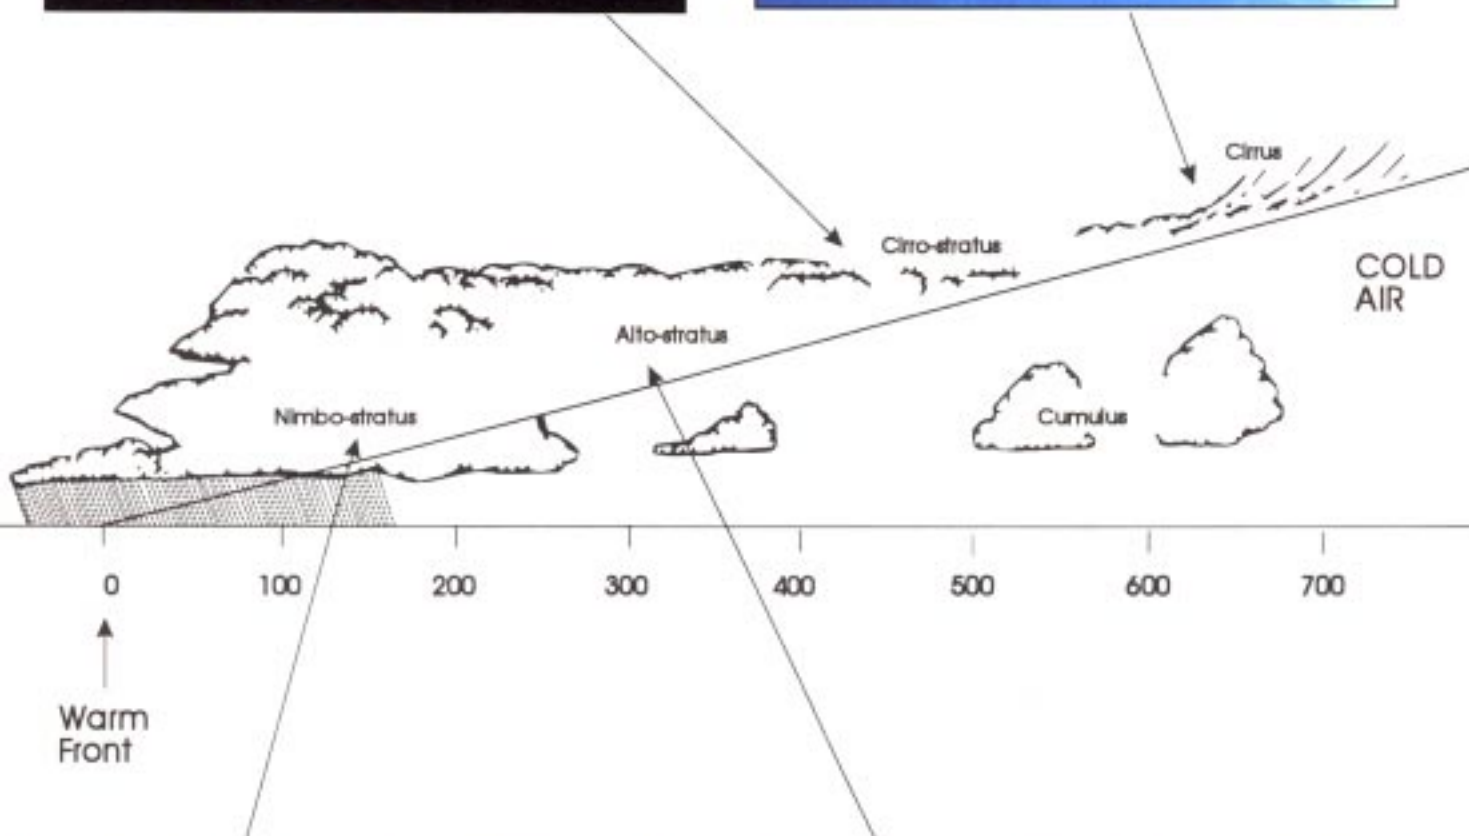 Cirrus
Cirro-stratus
COLD
AIR
Alto-stratus
Nimbo-stratus
Cumulus
0 100 200 300 400 500 600 700
Warm
Front